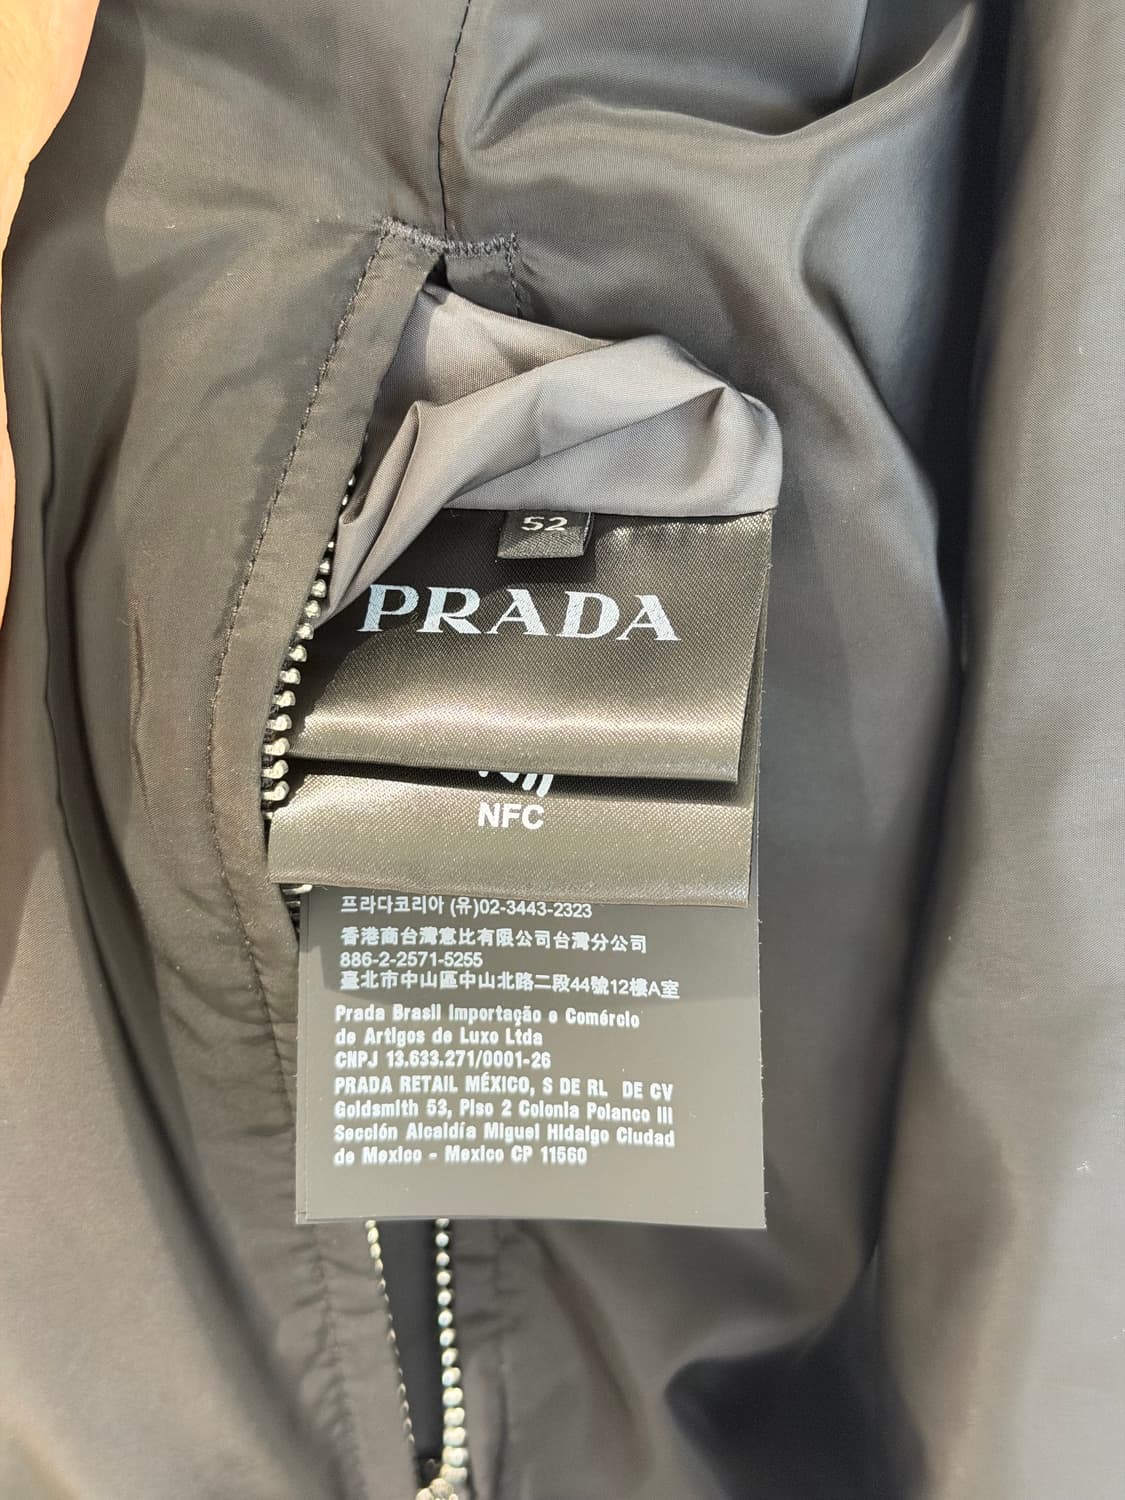 52
PRADA
NFC
프라다코리아 (유)02-3443-2323
香港商台灣意比有限公司台灣分公司
886-2-2571-5255
臺北市中山區中山北路二段44號12樓A室
Prada Brasil Importação e Comércio
de Artigos de Luxo Ltda
CNPJ 13.633.271/0001-26
PRADA RETAIL MÉXICO, S DE RL DE CV
Goldsmith 53, Piso 2 Colonia Polanco III
Sección Alcaldía Miguel Hidalgo Ciudad
de Mexico - Mexico CP 11560